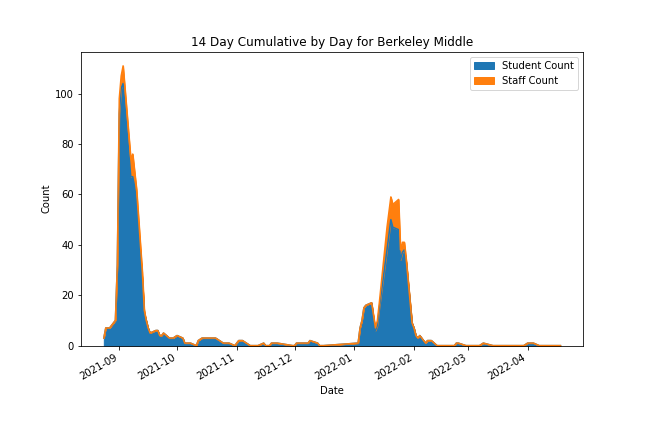 14 Day Cumulative by Day for Berkeley Middle
Student Count
Staff Count
100
80
60
40
20
0
Count
2021-09
2021-10
2021-11
2021-12
2022-01
2022-02
2022-03
2022-04
Date